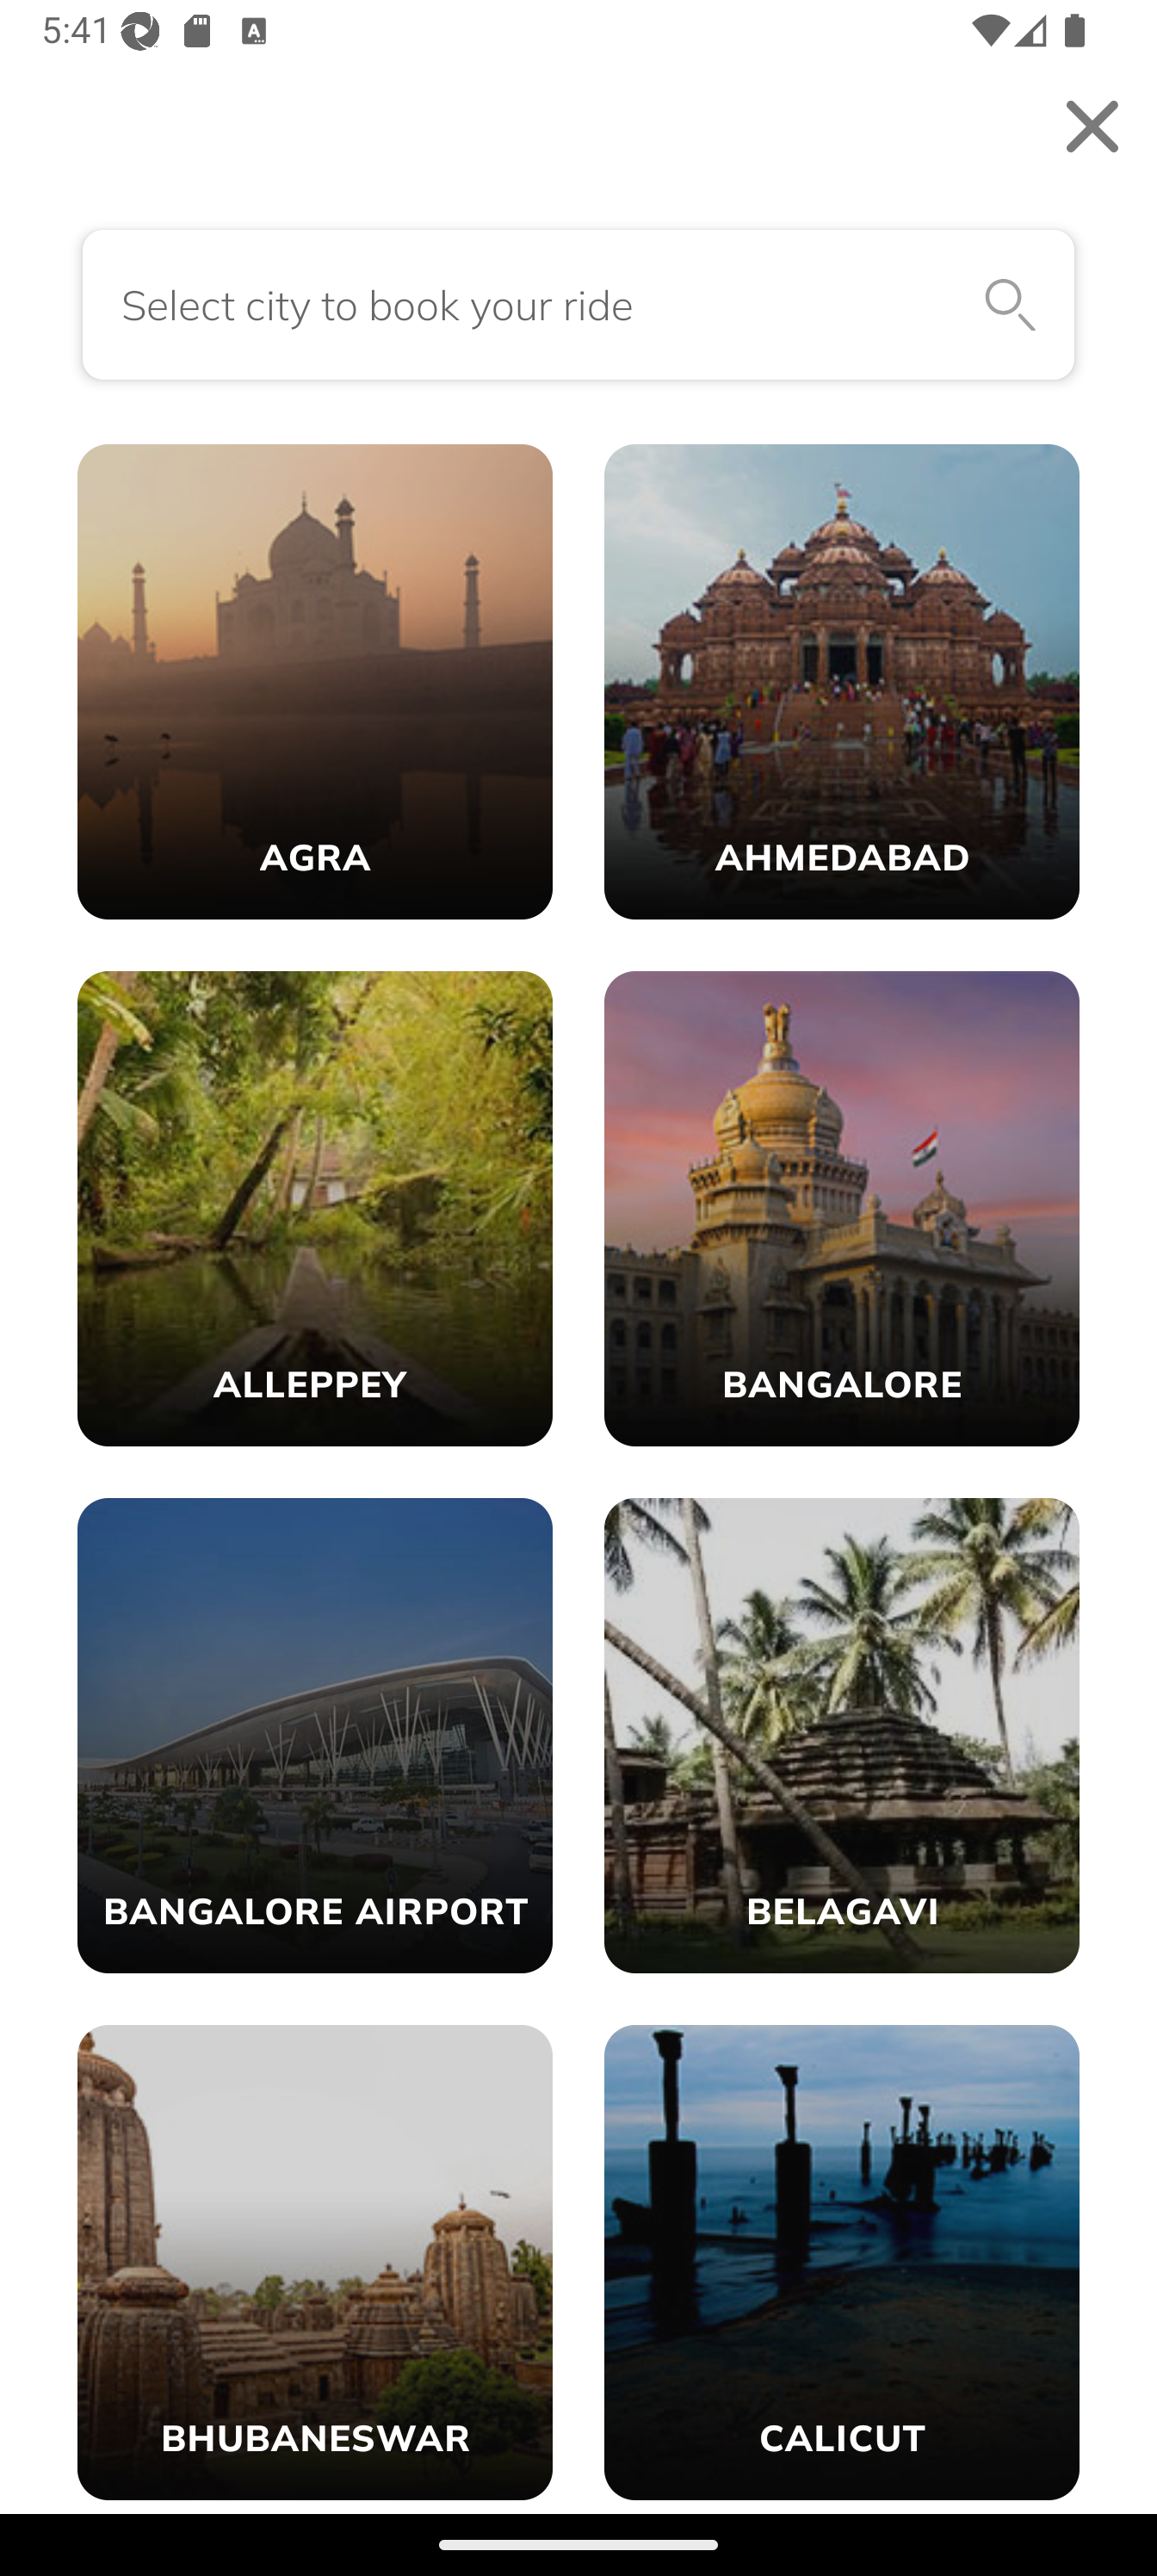 5:41
Select city to book your ride
AGRA
AHMEDABAD
ALLEPPEY
BANGALORE
BANGALORE AIRPORT
BELAGAVI
BHUBANESWAR
CALICUT